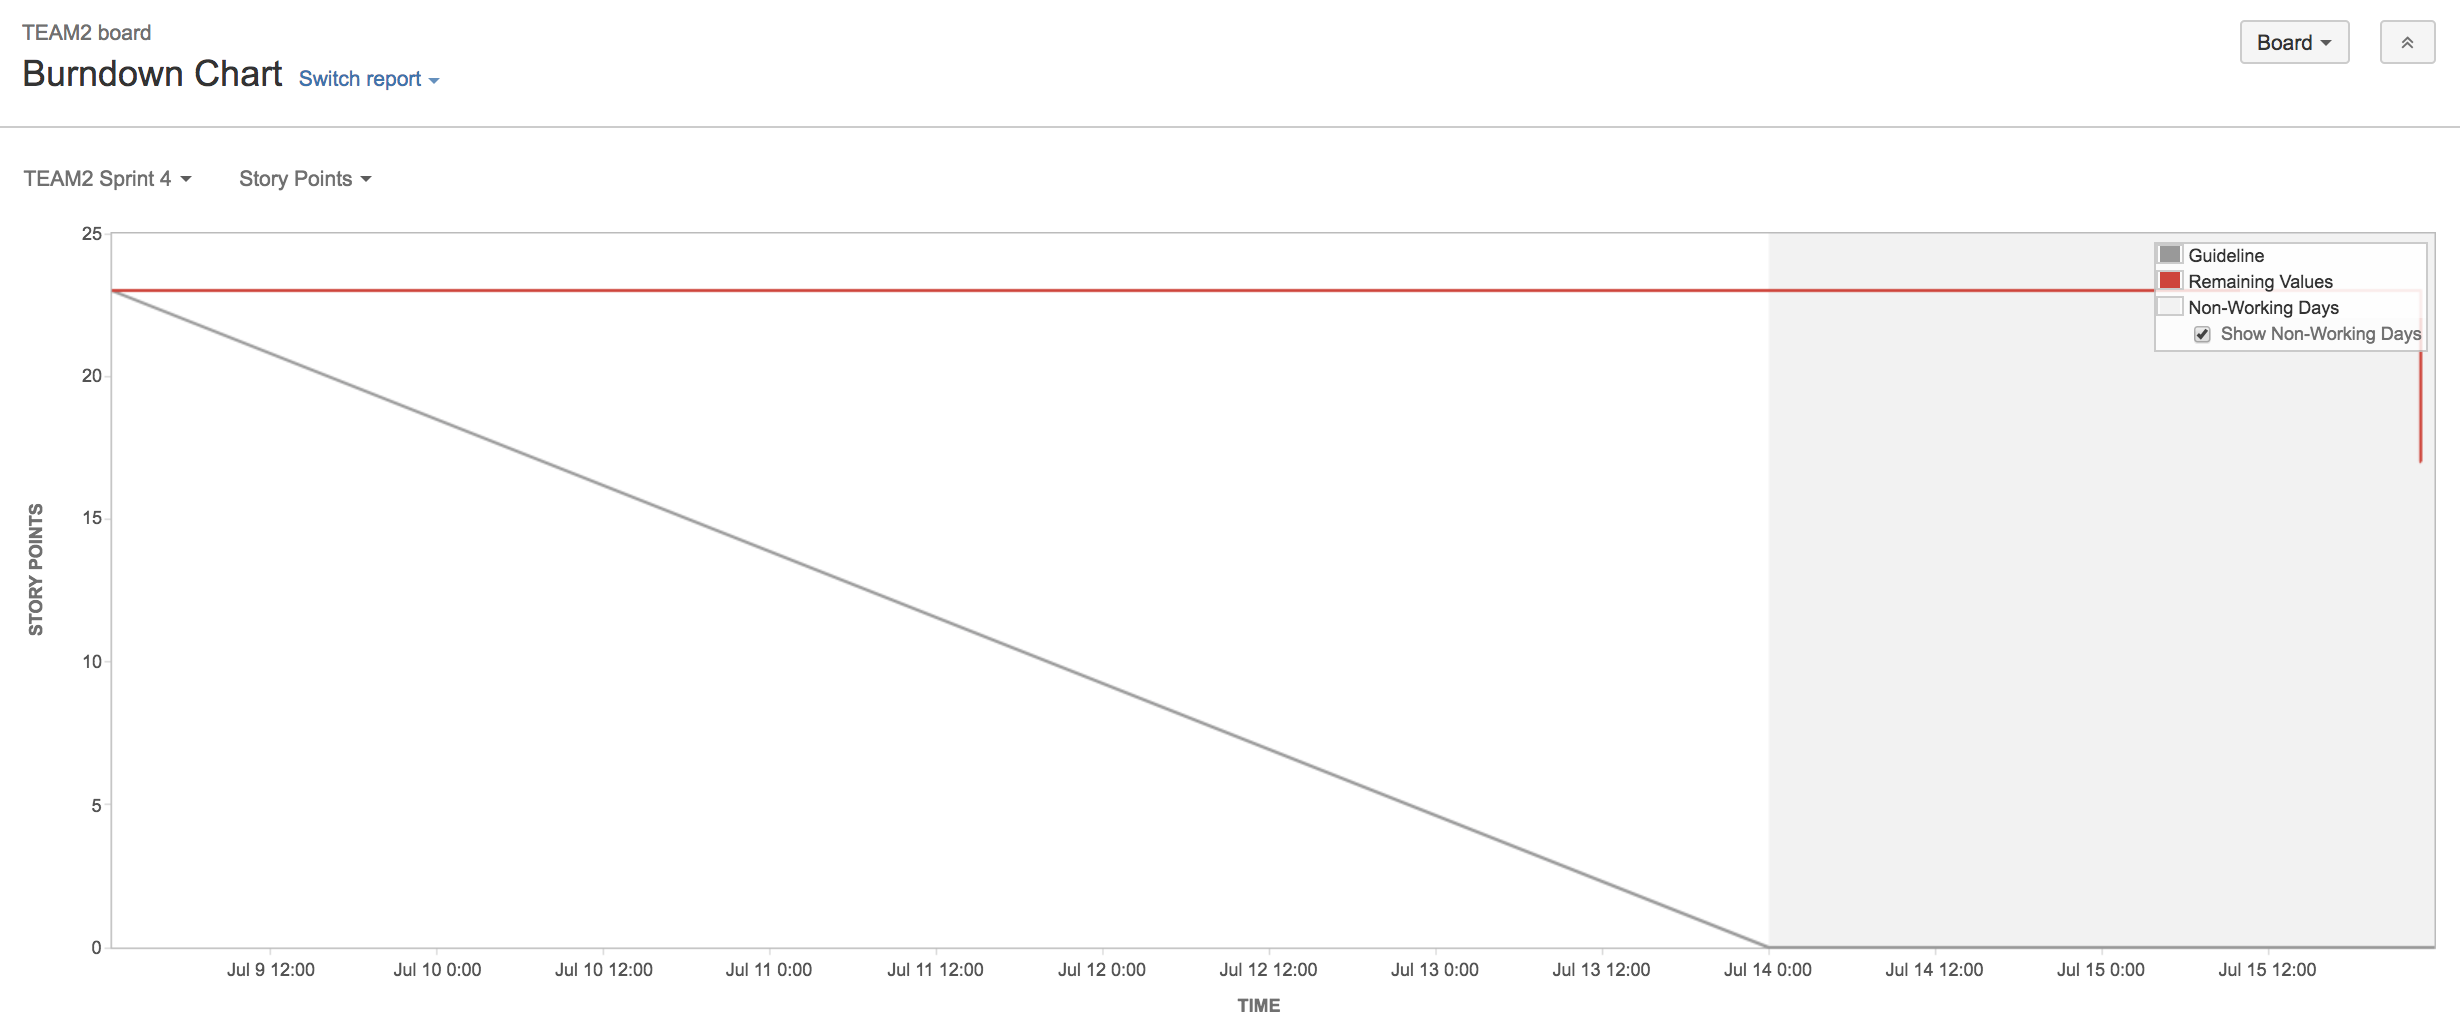 TEAM2 board
Burndown Chart Switch report
Board
TEAM2 Sprint 4 Story Points
25
20
15
10
5
0
STORY POINTS
Guideline
Remaining Values
Non-Working Days
Show Non-Working Days
Jul 9 12:00 Jul 10 0:00 Jul 10 12:00 Jul 11 0:00 Jul 11 12:00 Jul 12 0:00 Jul 12 12:00 Jul 13 0:00 Jul 13 12:00 Jul 14 0:00 Jul 14 12:00 Jul 15 0:00 Jul 15 12:00
TIME